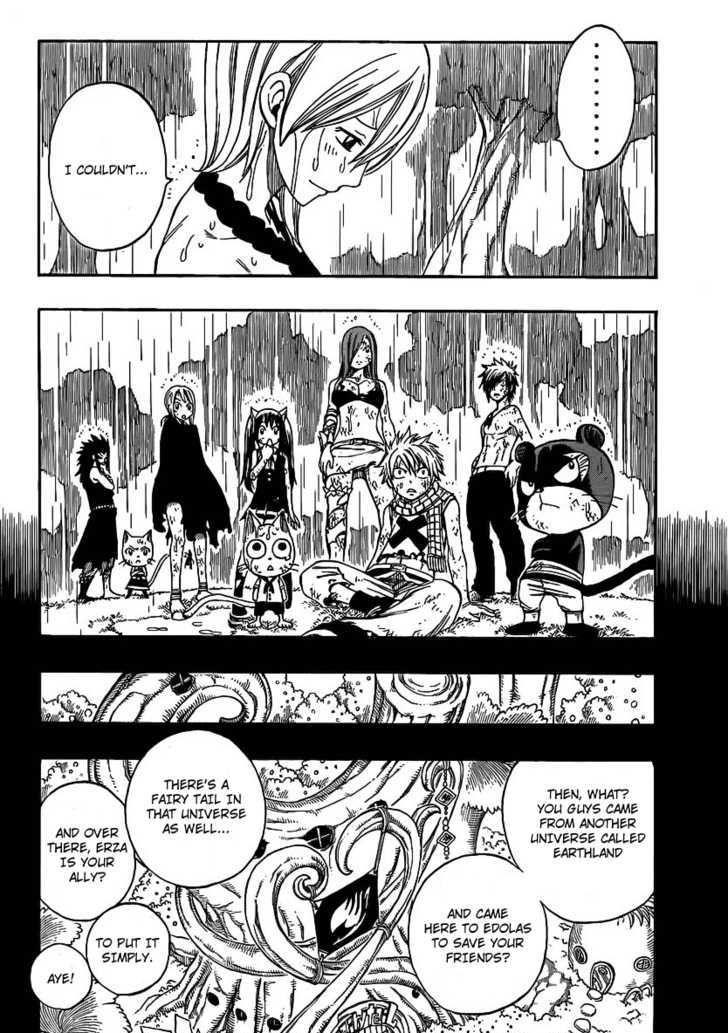 . . . . . . . .
I COULDN'T...
THEN, WHAT?
YOU GUYS CAME
FROM ANOTHER
UNIVERSE CALLED
EARTHLAND
AND CAME
HERE TO EDOLAS
TO SAVE YOUR
FRIENDS?
THERE'S A
FAIRY TAIL IN
THAT UNIVERSE
AS WELL...
AND OVER
THERE, ERZA
IS YOUR
ALLY?
TO PUT IT
SIMPLY.
AYE!